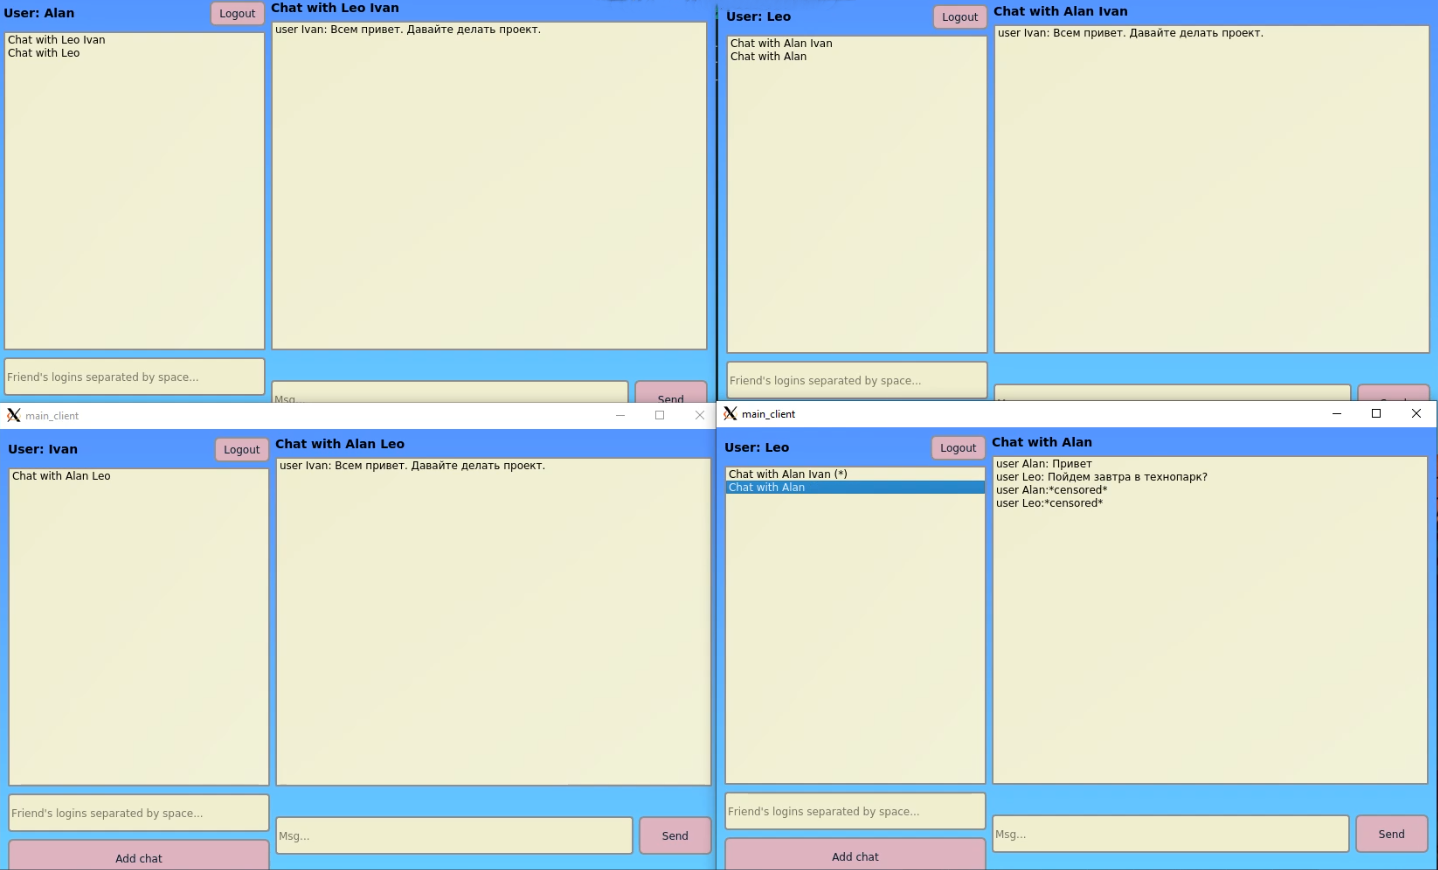 User: Alan
Logout
Chat with Leo Ivan
Chat with Leo Ivan
Chat with Leo
user Ivan: Всем привет. Давайте делать проект.
Friend's logins separated by space...
Msg
Send
User: Leo
Logout
Chat with Alan Ivan
Chat with Alan Ivan
Chat with Alan
user Ivan: Всем привет. Давайте делать проект.
Friend's logins separated by space...
main_client
User: Ivan
Logout
Chat with Alan Leo
Chat with Alan Leo
user Ivan: Всем привет. Давайте делать проект.
Friend's logins separated by space...
Msg...
Send
Add chat
main_client
User: Leo
Logout
Chat with Alan
Chat with Alan Ivan (*)
Chat with Alan
user Alan: Привет
user Leo: Пойдем завтра в технопарк?
user Alan:*censored*
user Leo:*censored*
Friend's logins separated by space...
Msg...
Send
Add chat